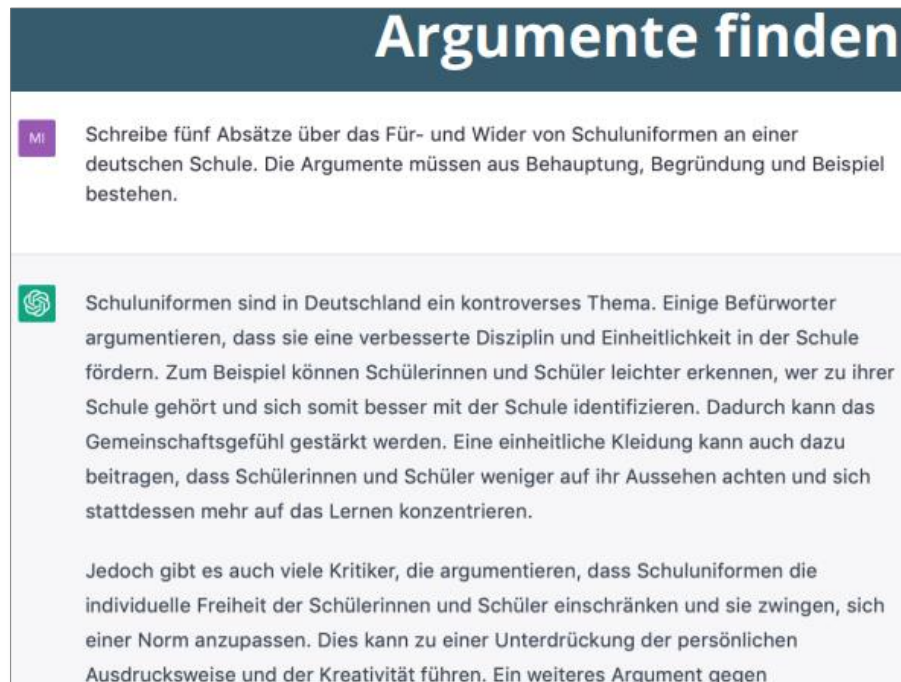 Argumente finden
MI
Schreibe fünf Absätze über das Für- und Wider von Schuluniformen an einer
deutschen Schule. Die Argumente müssen aus Behauptung, Begründung und Beispiel
bestehen.
Schuluniformen sind in Deutschland ein kontroverses Thema. Einige Befürworter
argumentieren, dass sie eine verbesserte Disziplin und Einheitlichkeit in der Schule
fördern. Zum Beispiel können Schülerinnen und Schüler leichter erkennen, wer zu ihrer
Schule gehört und sich somit besser mit der Schule identifizieren. Dadurch kann das
Gemeinschaftsgefühl gestärkt werden. Eine einheitliche Kleidung kann auch dazu
beitragen, dass Schülerinnen und Schüler weniger auf ihr Aussehen achten und sich
stattdessen mehr auf das Lernen konzentrieren.
Jedoch gibt es auch viele Kritiker, die argumentieren, dass Schuluniformen die
individuelle Freiheit der Schülerinnen und Schüler einschränken und sie zwingen, sich
einer Norm anzupassen. Dies kann zu einer Unterdrückung der persönlichen
Ausdrucksweise und der Kreativität führen. Ein weiteres Argument gegen